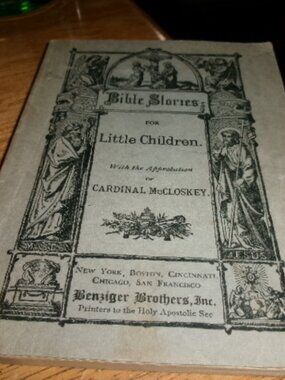 Bible Stories
FOR
Little Children.
With the Approbation
OF
CARDINAL McCLOSKEY.
JESUS
NEW YORK, BOSTON, CINCINNATI,
CHICAGO, SAN FRANCISCO
Benziger Brothers, Inc.
Printers to the Holy Apostolic See